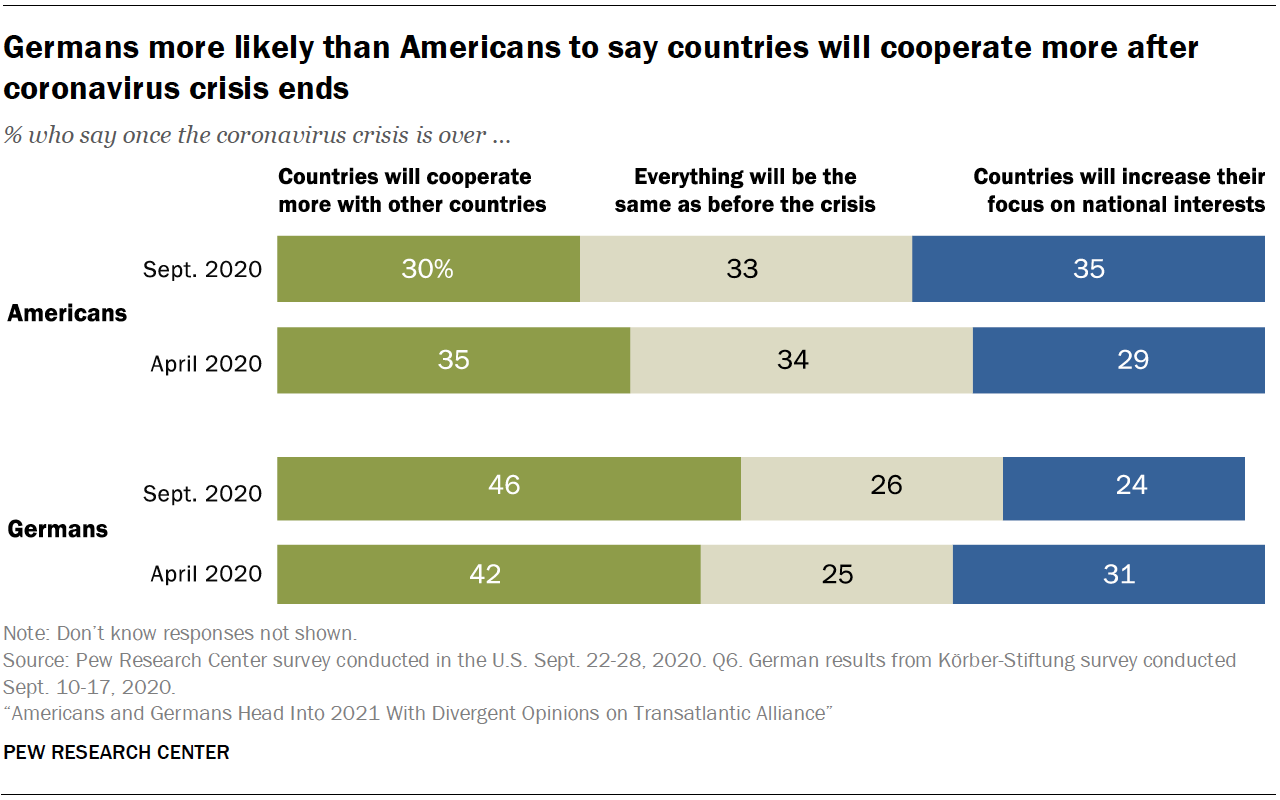 Germans more likely than Americans to say countries will cooperate more after
coronavirus crisis ends
% who say once the coronavirus crisis is over ...
Countries will cooperate
more with other countries
Everything will be the
same as before the crisis
Countries will increase their
focus on national interests
Americans
Sept. 2020 30% 33 35
April 2020 35 34 29
Germans
Sept. 2020 46 26 24
April 2020 42 25 31
Note: Don’t know responses not shown.
Source: Pew Research Center survey conducted in the U.S. Sept. 22-28, 2020. Q6. German results from Körber-Stiftung survey conducted
Sept. 10-17, 2020.
“Americans and Germans Head Into 2021 With Divergent Opinions on Transatlantic Alliance”
PEW RESEARCH CENTER